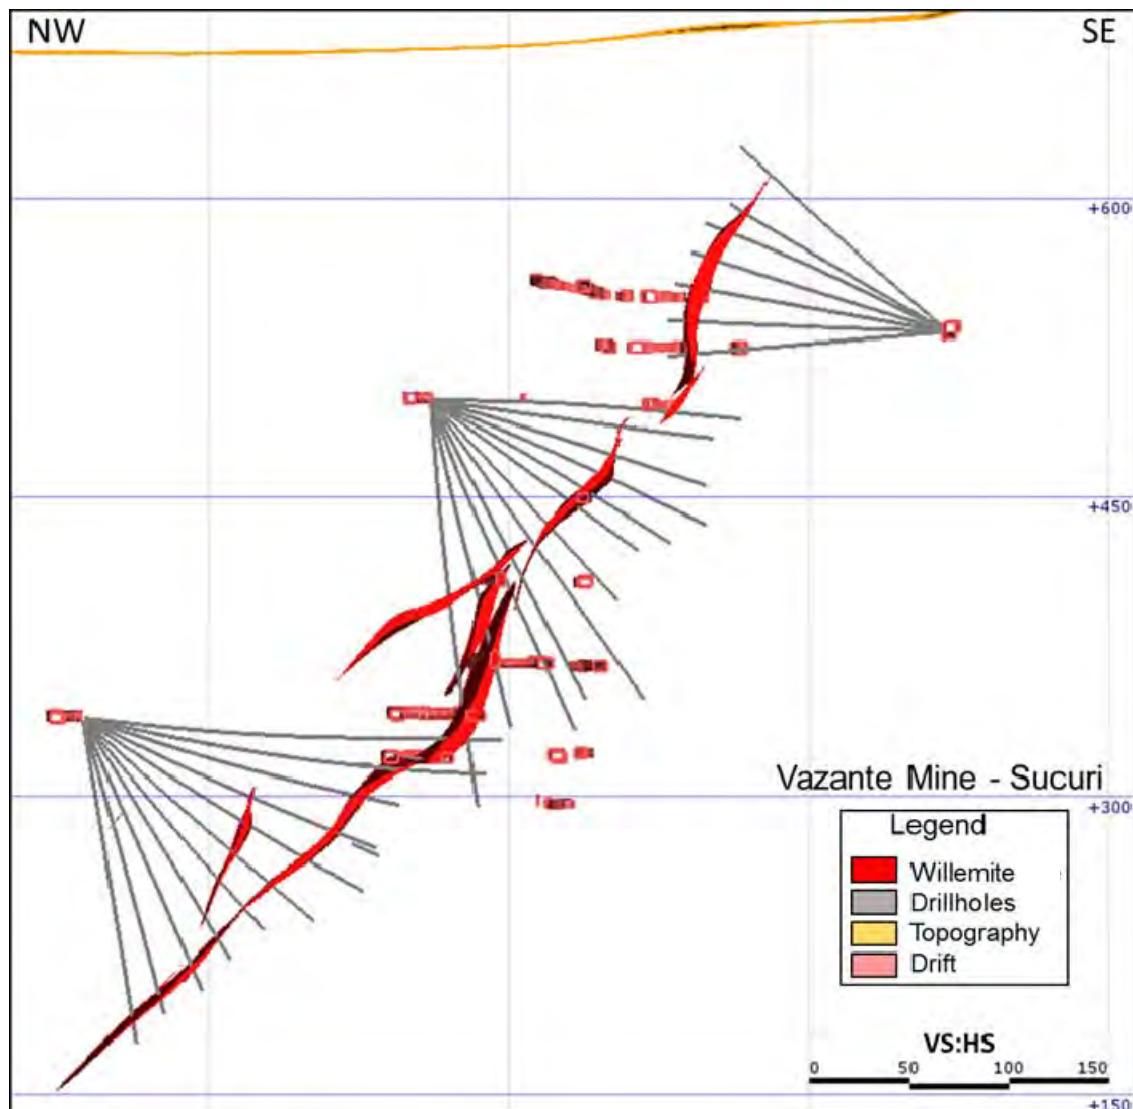 NW
SE
+600
+450
Vazante Mine - Sucuri
+300
Legend
Willemite
Drillholes
Topography
Drift
VS:HS
0 50 100 150
+150